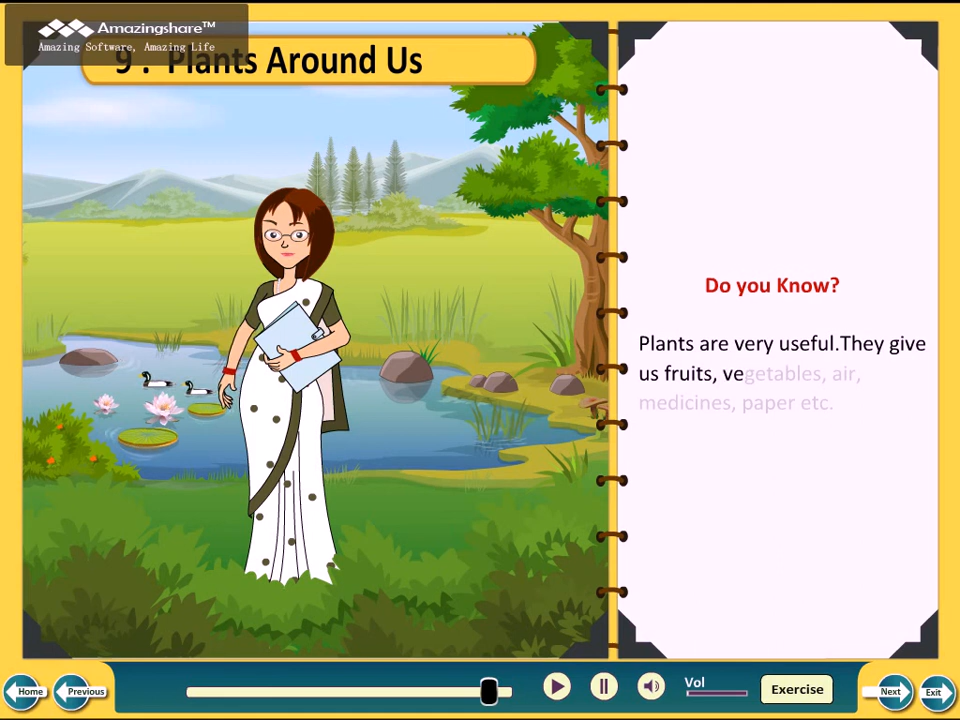 Amazingshare™
Amazing Software, Amazing Life
9 . Plants Around Us
Do you Know?
Plants are very useful.They give
us fruits, vegetables, air,
medicines, paper etc.
Home
Previous
Vol
Exercise
Next
Exit